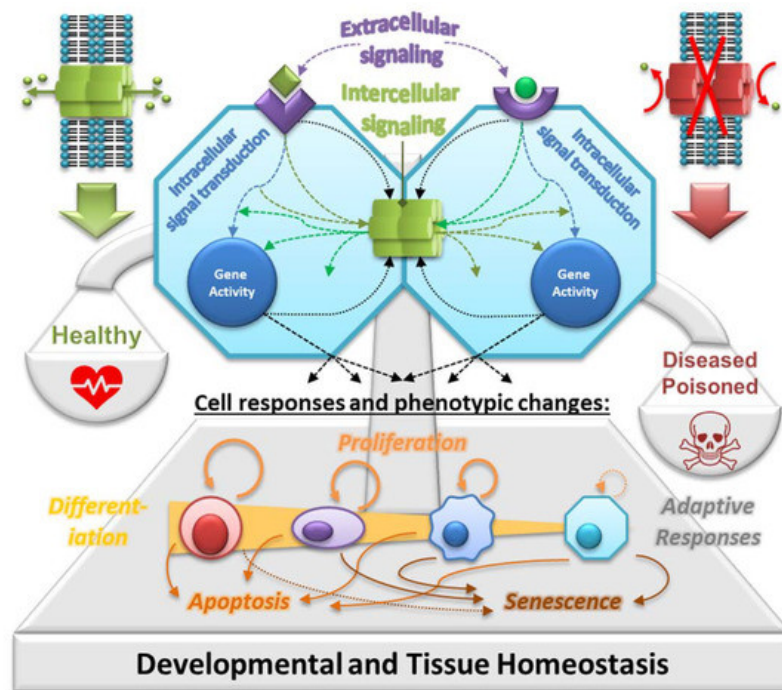 Extracellular
signaling
Intercellular
signaling
Intracellular
signal transduction
Intracellular
signal transduction
Gene
Activity
Gene
Activity
Healthy
Diseased
Poisoned
Cell responses and phenotypic changes:
Proliferation
Different-
iation
Adaptive
Responses
Apoptosis
Senescence
Developmental and Tissue Homeostasis